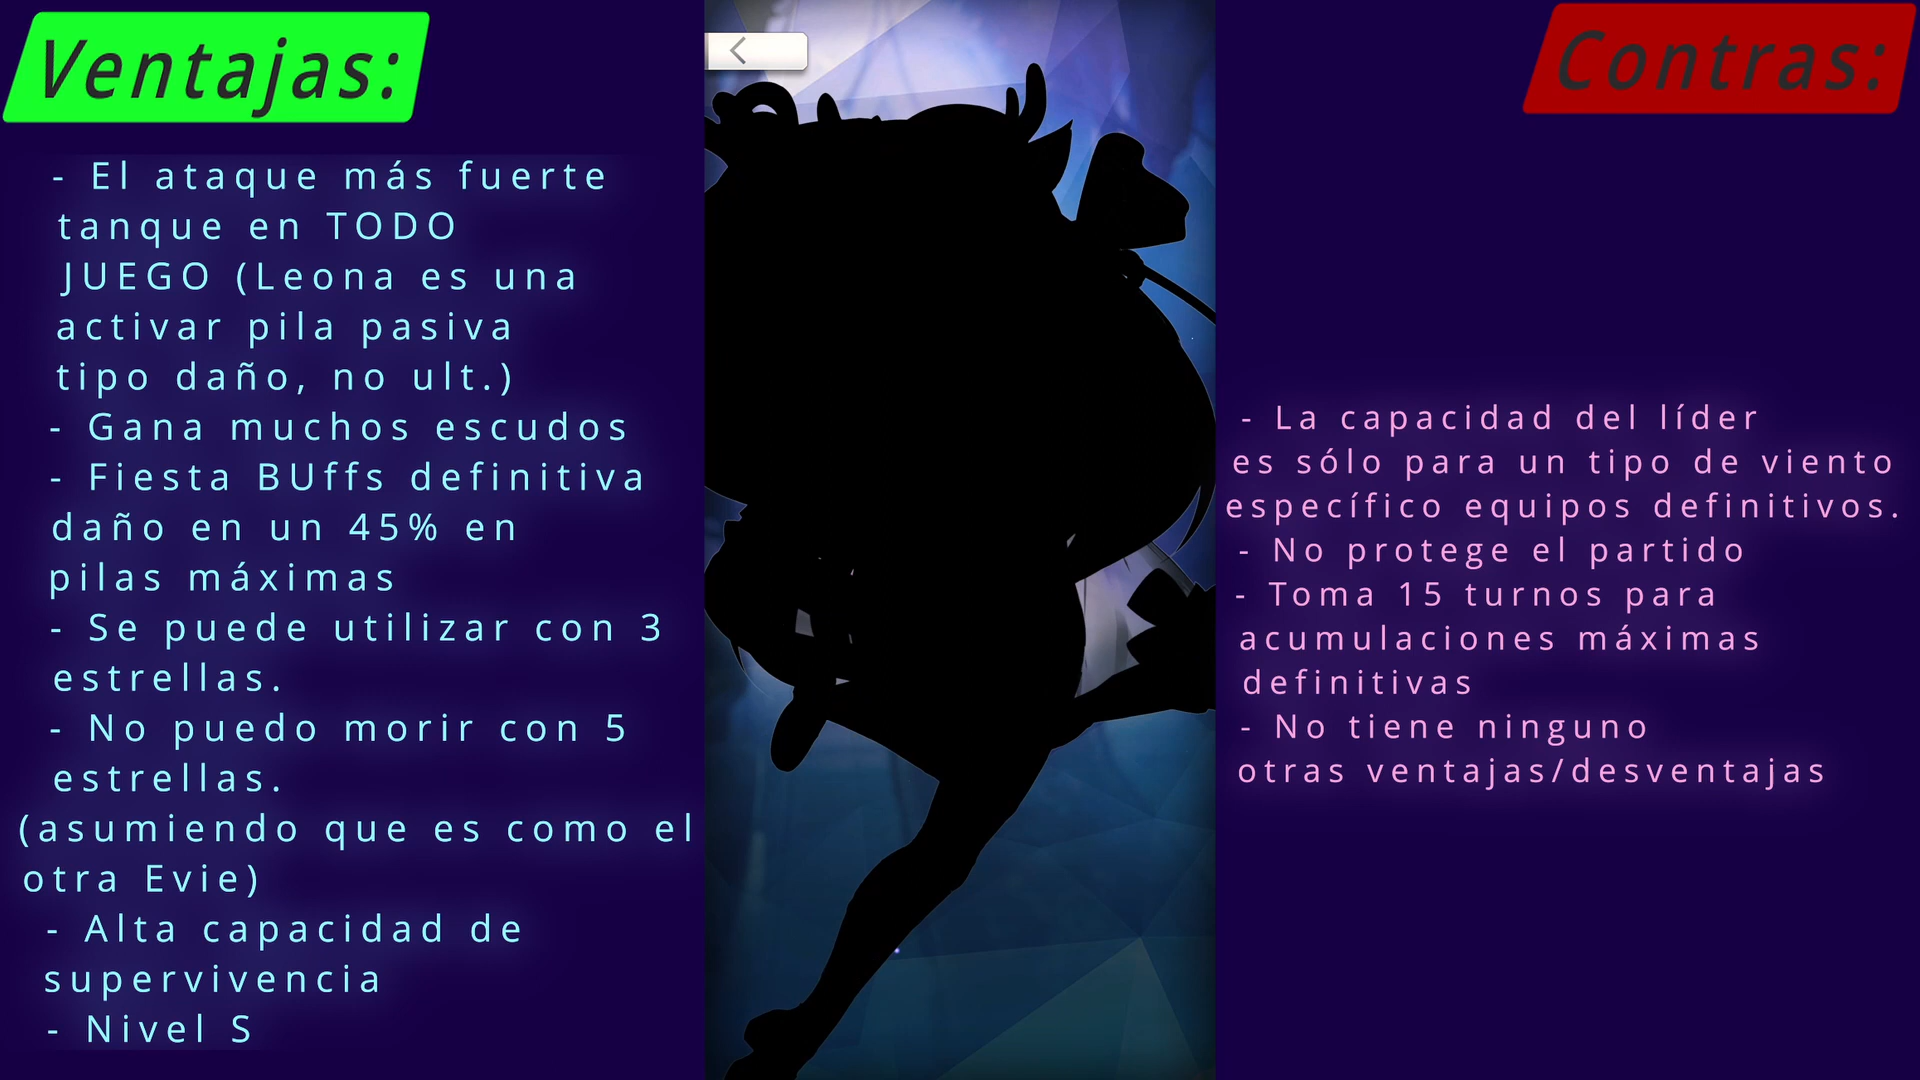 Ventajas:
- El ataque más fuerte
tanque en TODO
JUEGO (Leona es una
activar pila pasiva
tipo daño, no ult.)
- Gana muchos escudos
- Fiesta BUffs definitiva
daño en un 45% en
pilas máximas
- Se puede utilizar con 3
estrellas.
- No puedo morir con 5
estrellas.
(asumiendo que es como el
otra Evie)
- Alta capacidad de
supervivencia
- Nivel S
Contras:
- La capacidad del líder
es sólo para un tipo de viento
específico equipos definitivos.
- No protege el partido
- Toma 15 turnos para
acumulaciones máximas
definitivas
- No tiene ninguno
otras ventajas/desventajas